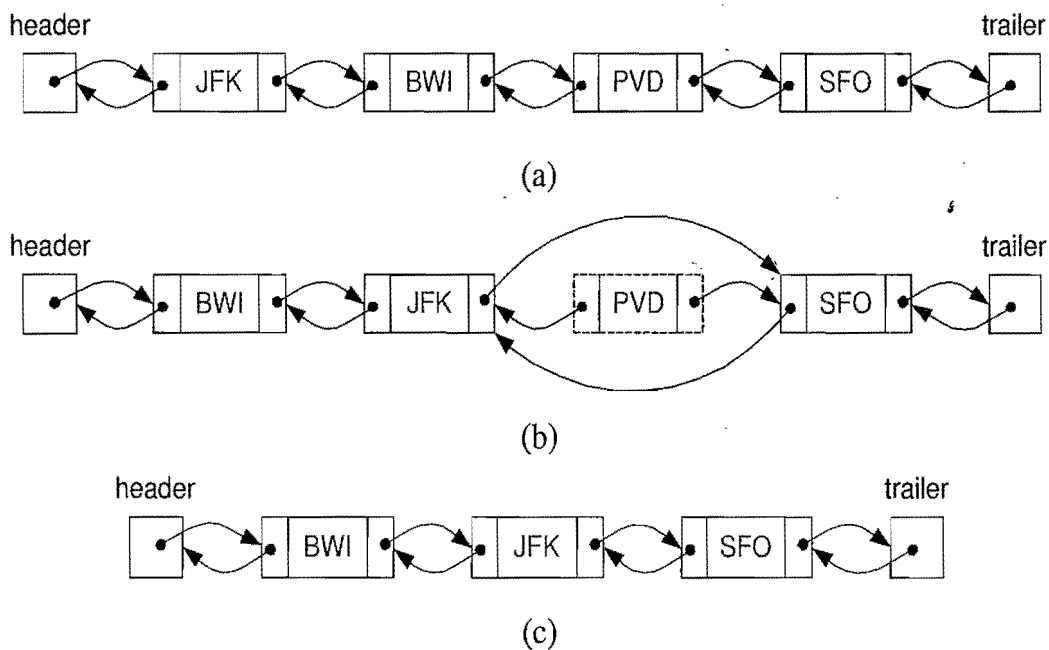 header trailer
JFK BWI PVD SFO
(a)
header trailer
BWI JFK PVD SFO
(b)
header trailer
BWI JFK SFO
(c)